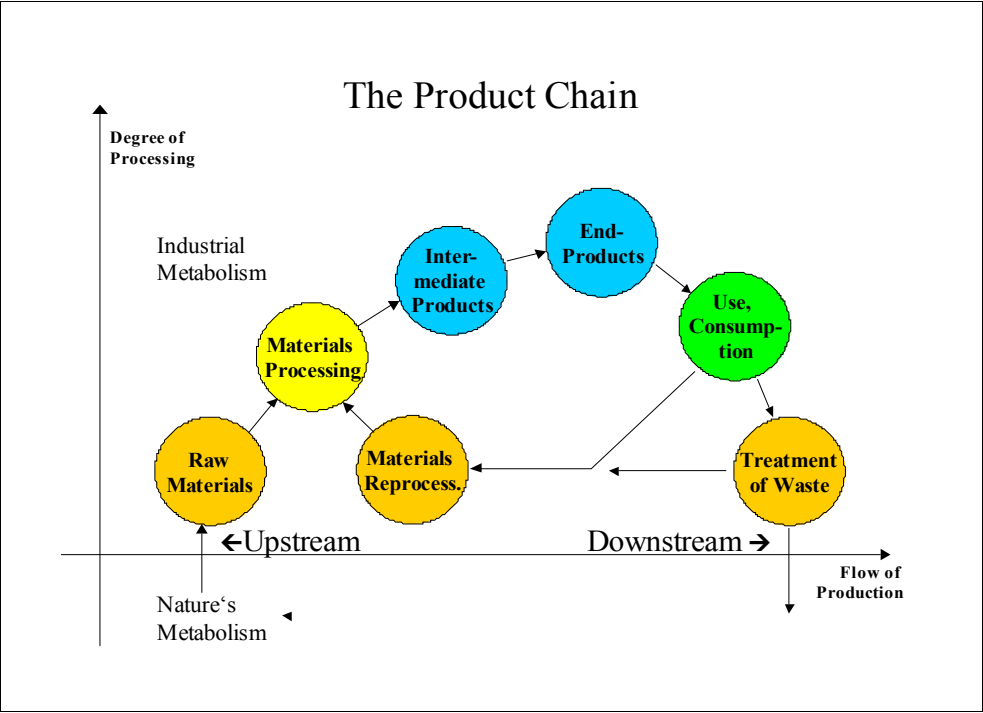 The Product Chain
Degree of
Processing
Industrial
Metabolism
Inter-
mediate
Products
End-
Products
Use,
Consump-
tion
Materials
Processing
Raw
Materials
Materials
Reprocess.
Treatment
of Waste
🡸Upstream
Downstream 🡺
Flow of
Production
Nature‘s
Metabolism